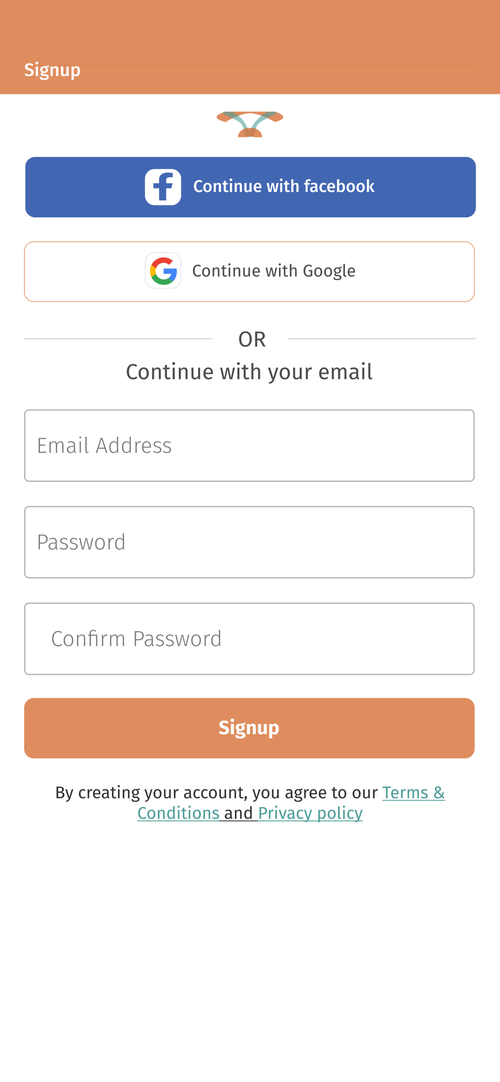 Signup
Continue with facebook
Continue with Google
OR
Continue with your email
Email Address
Password
Confirm Password
Signup
By creating your account, you agree to our Terms &
Conditions and Privacy policy